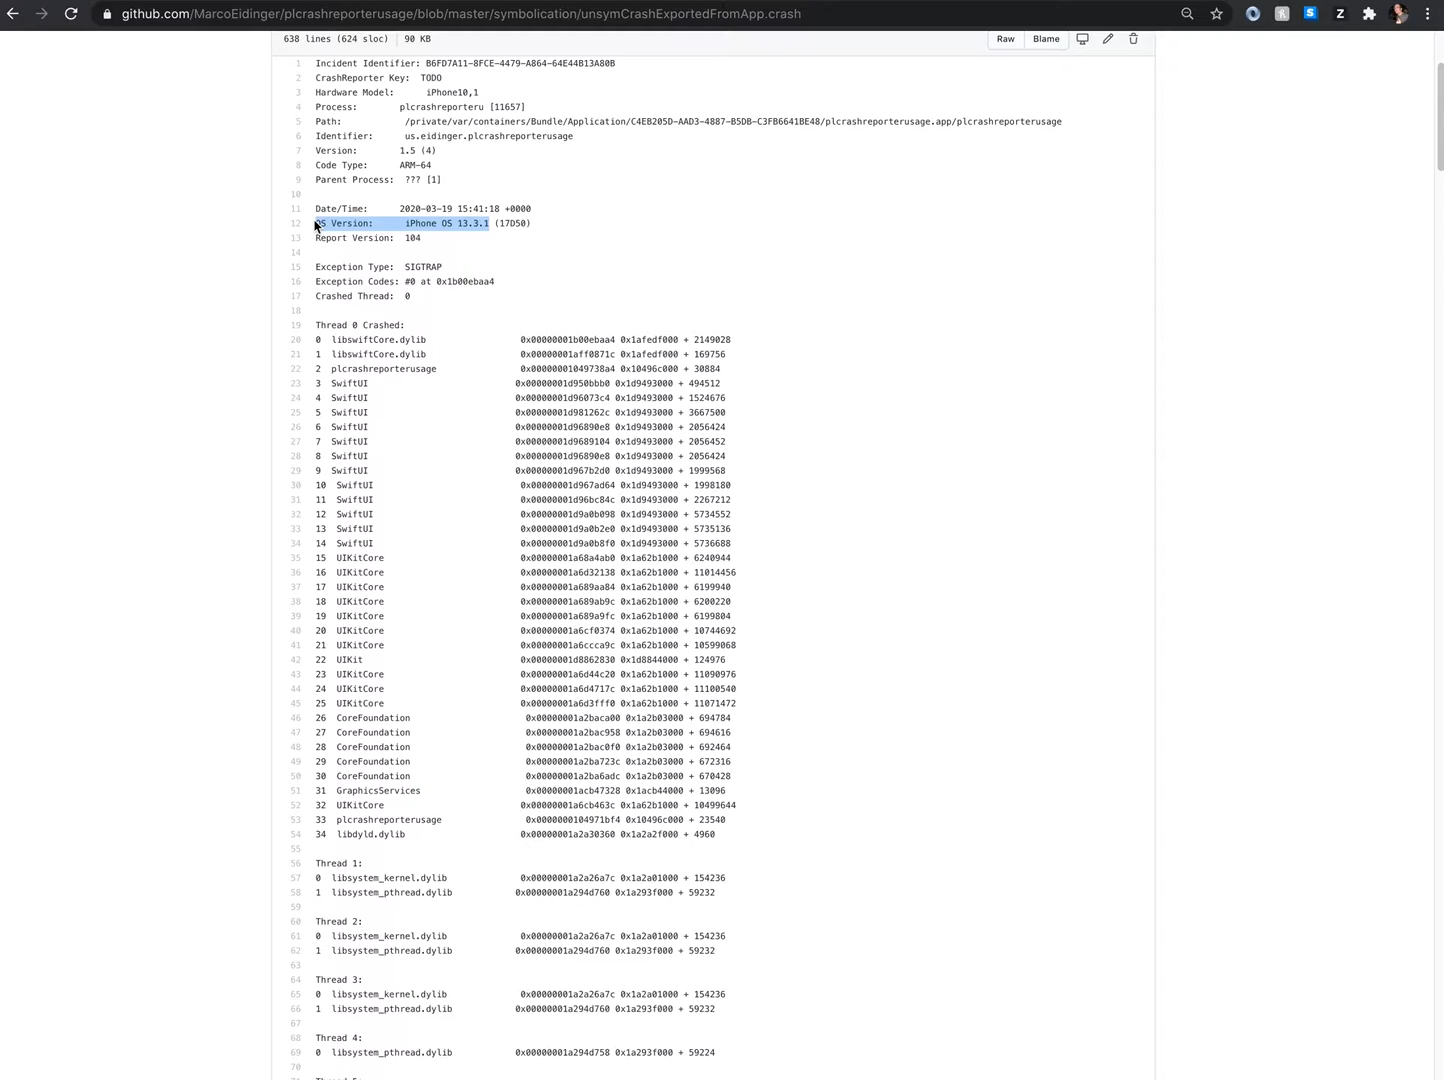 github.com/MarcoEidinger/plcrashreporterusage/blob/master/symbolication/unsymCrashExportedFromApp.crash
638 lines (624 sloc) | 90 KB
Raw Blame
1 Incident Identifier: B6FD7A11-8FCE-4479-A864-64E44B13A80B
2 CrashReporter Key: TODO
3 Hardware Model: iPhone10,1
4 Process: plcrashreporteru [11657]
5 Path: /private/var/containers/Bundle/Application/C4EB205D-AAD3-4887-B5DB-C3FB6641BE48/plcrashreporterusage.app/plcrashreporterusage
6 Identifier: us.eidinger.plcrashreporterusage
7 Version: 1.5 (4)
8 Code Type: ARM-64
9 Parent Process: ??? [1]
10
11 Date/Time: 2020-03-19 15:41:18 +0000
12 OS Version: iPhone OS 13.3.1 (17D50)
13 Report Version: 104
14
15 Exception Type: SIGTRAP
16 Exception Codes: #0 at 0x1b00ebaa4
17 Crashed Thread: 0
18
19 Thread 0 Crashed:
20 0 libswiftCore.dylib 0x00000001b00ebaa4 0x1afedf000 + 2149028
21 1 libswiftCore.dylib 0x00000001aff0871c 0x1afedf000 + 169756
22 2 plcrashreporterusage 0x00000001049738a4 0x10496c000 + 30884
23 3 SwiftUI 0x00000001d950bbb0 0x1d9493000 + 494512
24 4 SwiftUI 0x00000001d96073c4 0x1d9493000 + 1524676
25 5 SwiftUI 0x00000001d981262c 0x1d9493000 + 3667500
26 6 SwiftUI 0x00000001d96890e8 0x1d9493000 + 2056424
27 7 SwiftUI 0x00000001d9689104 0x1d9493000 + 2056452
28 8 SwiftUI 0x00000001d96890e8 0x1d9493000 + 2056424
29 9 SwiftUI 0x00000001d967b2d0 0x1d9493000 + 1999568
30 10 SwiftUI 0x00000001d967ad64 0x1d9493000 + 1998180
31 11 SwiftUI 0x00000001d96bc84c 0x1d9493000 + 2267212
32 12 SwiftUI 0x00000001d9a0b098 0x1d9493000 + 5734552
33 13 SwiftUI 0x00000001d9a0b2e0 0x1d9493000 + 5735136
34 14 SwiftUI 0x00000001d9a0b8f0 0x1d9493000 + 5736688
35 15 UIKitCore 0x00000001a68a4ab0 0x1a62b1000 + 6240944
36 16 UIKitCore 0x00000001a6d32138 0x1a62b1000 + 11014456
37 17 UIKitCore 0x00000001a689aa84 0x1a62b1000 + 6199940
38 18 UIKitCore 0x00000001a689ab9c 0x1a62b1000 + 6200220
39 19 UIKitCore 0x00000001a689a9fc 0x1a62b1000 + 6199804
40 20 UIKitCore 0x00000001a6cf0374 0x1a62b1000 + 10744692
41 21 UIKitCore 0x00000001a6ccca9c 0x1a62b1000 + 10599068
42 22 UIKit 0x00000001d8862830 0x1d8844000 + 124976
43 23 UIKitCore 0x00000001a6d44c20 0x1a62b1000 + 11090976
44 24 UIKitCore 0x00000001a6d4717c 0x1a62b1000 + 11100540
45 25 UIKitCore 0x00000001a6d3fff0 0x1a62b1000 + 11071472
46 26 CoreFoundation 0x00000001a2baca00 0x1a2b03000 + 694784
47 27 CoreFoundation 0x00000001a2bac958 0x1a2b03000 + 694616
48 28 CoreFoundation 0x00000001a2bac0f0 0x1a2b03000 + 692464
49 29 CoreFoundation 0x00000001a2ba723c 0x1a2b03000 + 672316
50 30 CoreFoundation 0x00000001a2ba6adc 0x1a2b03000 + 670428
51 31 GraphicsServices 0x00000001acb47328 0x1acb44000 + 13096
52 32 UIKitCore 0x00000001a6cb463c 0x1a62b1000 + 10499644
53 33 plcrashreporterusage 0x0000000104971bf4 0x10496c000 + 23540
54 34 libdyld.dylib 0x00000001a2a30360 0x1a2a2f000 + 4960
55
56 Thread 1:
57 0 libsystem_kernel.dylib 0x00000001a2a26a7c 0x1a2a01000 + 154236
58 1 libsystem_pthread.dylib 0x00000001a294d760 0x1a293f000 + 59232
59
60 Thread 2:
61 0 libsystem_kernel.dylib 0x00000001a2a26a7c 0x1a2a01000 + 154236
62 1 libsystem_pthread.dylib 0x00000001a294d760 0x1a293f000 + 59232
63
64 Thread 3:
65 0 libsystem_kernel.dylib 0x00000001a2a26a7c 0x1a2a01000 + 154236
66 1 libsystem_pthread.dylib 0x00000001a294d760 0x1a293f000 + 59232
67
68 Thread 4:
69 0 libsystem_pthread.dylib 0x00000001a294d758 0x1a293f000 + 59224
70